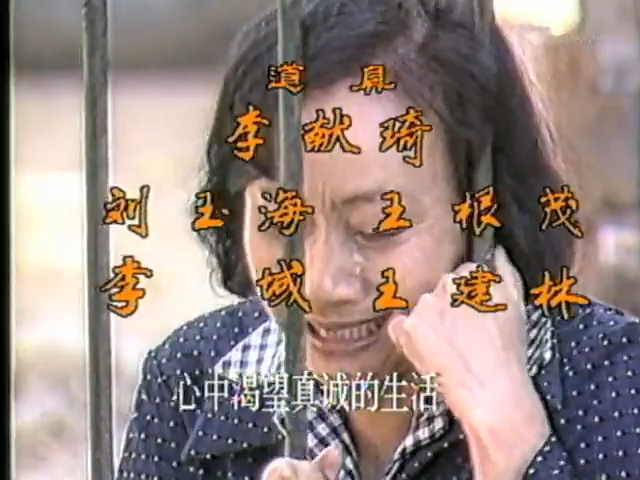 道具
李献琦
刘玉海 王根茂
李 城 王建林
心中渴望真诚的生活